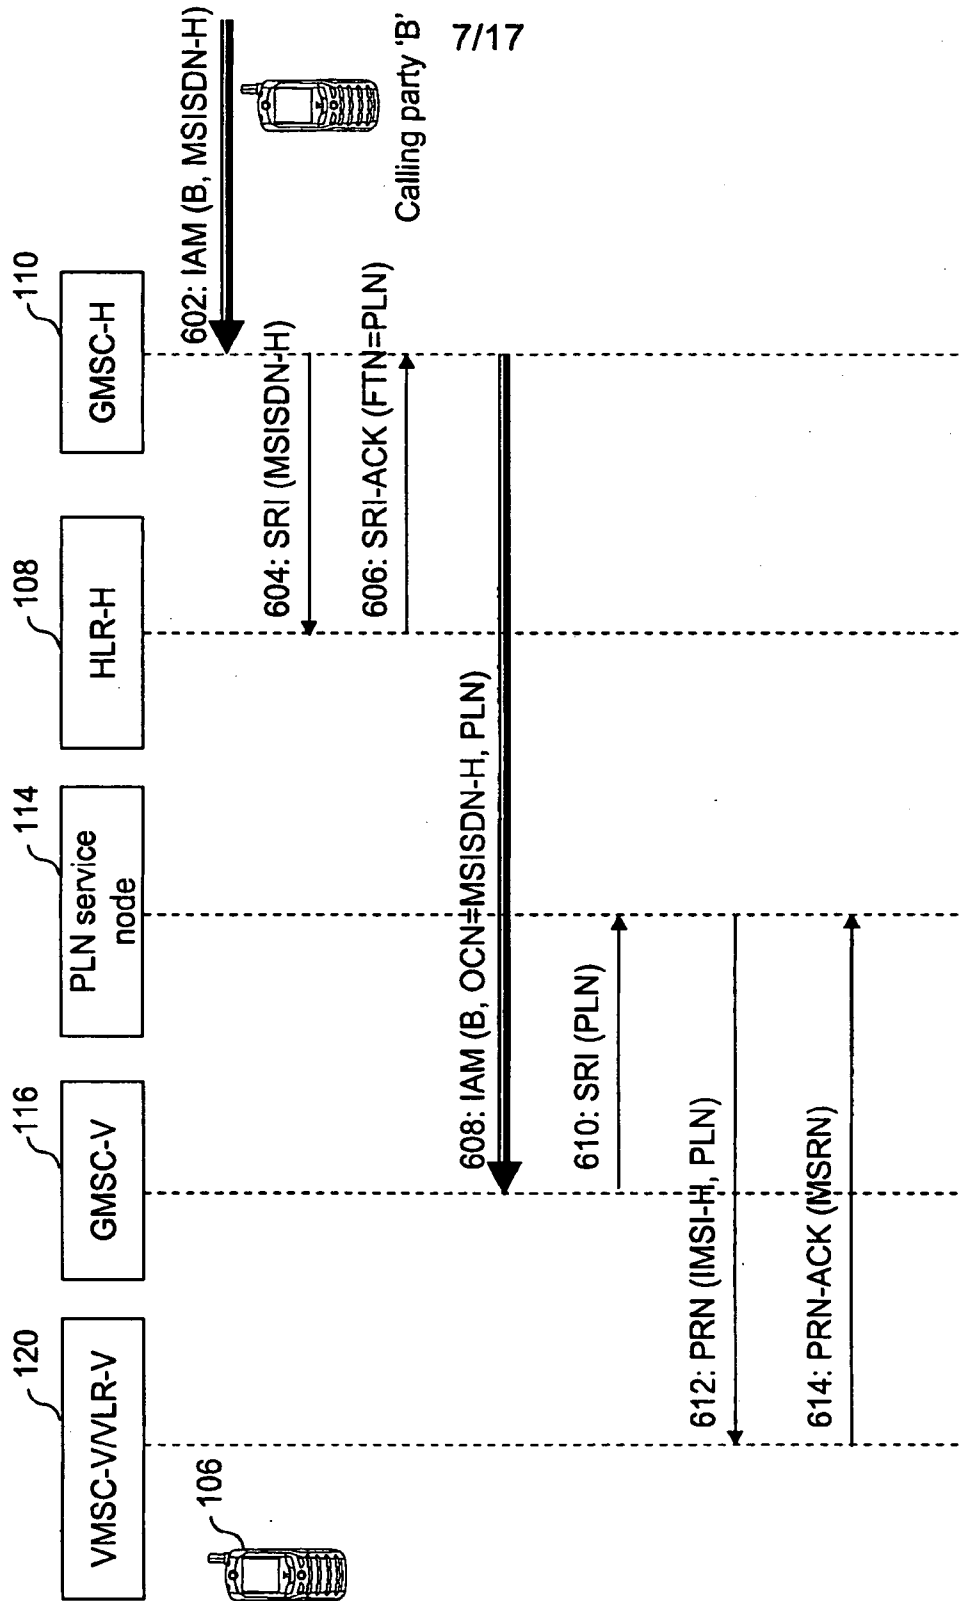 7/17
120
116
114
108
110
VMSC-V/VLR-V
GMSC-V
PLN service
node
HLR-H
GMSC-H
106
602: IAM (B, MSISDN-H)
Calling party 'B'
604: SRI (MSISDN-H)
606: SRI-ACK (FTN=PLN)
608: IAM (B, OCN=MSISDN-H, PLN)
610: SRI (PLN)
612: PRN (IMSI-H, PLN)
614: PRN-ACK (MSRN)